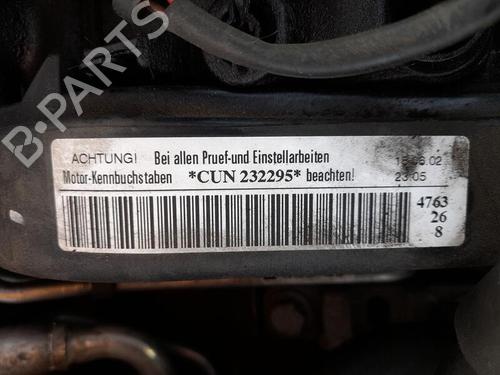 B-PARTS
ACHTUNG! Bei allen Pruef-und Einstellarbeiten
Motor-Kennbuchstaben *CUN 232295* beachten! 23:05
4763
26
8